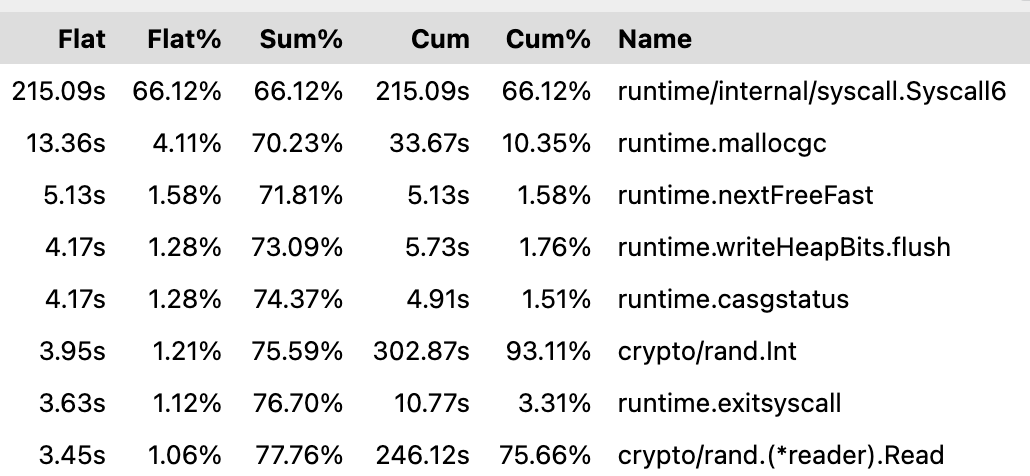 Flat Flat% Sum% Cum Cum% Name
215.09s 66.12% 66.12% 215.09s 66.12% runtime/internal/syscall.Syscall6
13.36s 4.11% 70.23% 33.67s 10.35% runtime.mallocgc
5.13s 1.58% 71.81% 5.13s 1.58% runtime.nextFreeFast
4.17s 1.28% 73.09% 5.73s 1.76% runtime.writeHeapBits.flush
4.17s 1.28% 74.37% 4.91s 1.51% runtime.casgstatus
3.95s 1.21% 75.59% 302.87s 93.11% crypto/rand.Int
3.63s 1.12% 76.70% 10.77s 3.31% runtime.exitsyscall
3.45s 1.06% 77.76% 246.12s 75.66% crypto/rand.(*reader).Read